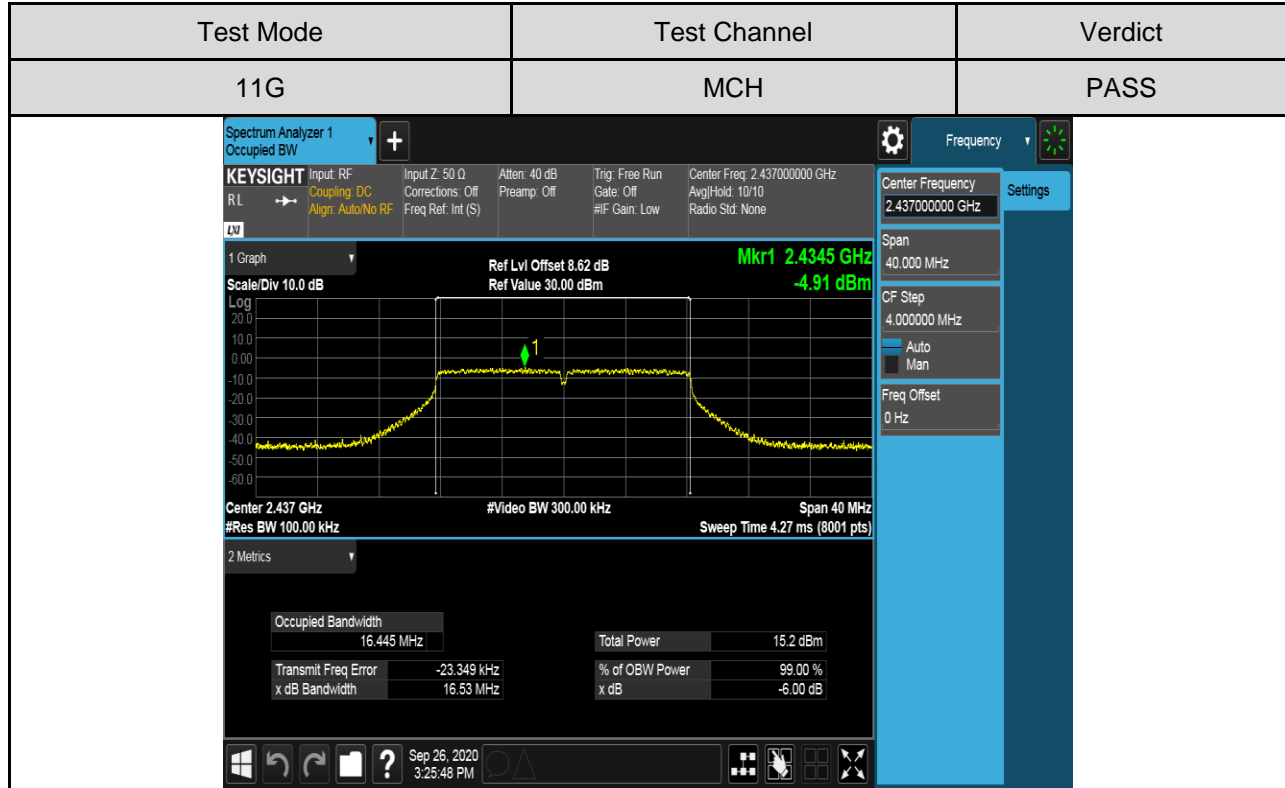 Test Mode Test Channel Verdict
11G MCH PASS
Spectrum Analyzer 1
Occupied BW
+
Frequency
KEYSIGHT Input: RF Input Z: 50 Ω Atten: 40 dB Trig: Free Run Center Freq: 2.437000000 GHz
RL Coupling: DC Corrections: Off Preamp: Off Gate: Off Avg|Hold: 10/10
Align: Auto/No RF Freq Ref: Int (S) #IF Gain: Low Radio Std: None
LXI
Center Frequency
2.437000000 GHz
Settings
Span
40.000 MHz
CF Step
4.000000 MHz
Auto
Man
Freq Offset
0 Hz
1 Graph Ref Lvl Offset 8.62 dB Mkr1 2.4345 GHz
Scale/Div 10.0 dB Ref Value 30.00 dBm -4.91 dBm
Log
20.0
10.0
0.00
-10.0
-20.0
-30.0
-40.0
-50.0
-60.0
1
Center 2.437 GHz #Video BW 300.00 kHz Span 40 MHz
#Res BW 100.00 kHz Sweep Time 4.27 ms (8001 pts)
2 Metrics
Occupied Bandwidth
16.445 MHz Total Power 15.2 dBm
Transmit Freq Error -23.349 kHz % of OBW Power 99.00 %
x dB Bandwidth 16.53 MHz x dB -6.00 dB
? Sep 26, 2020
3:25:48 PM